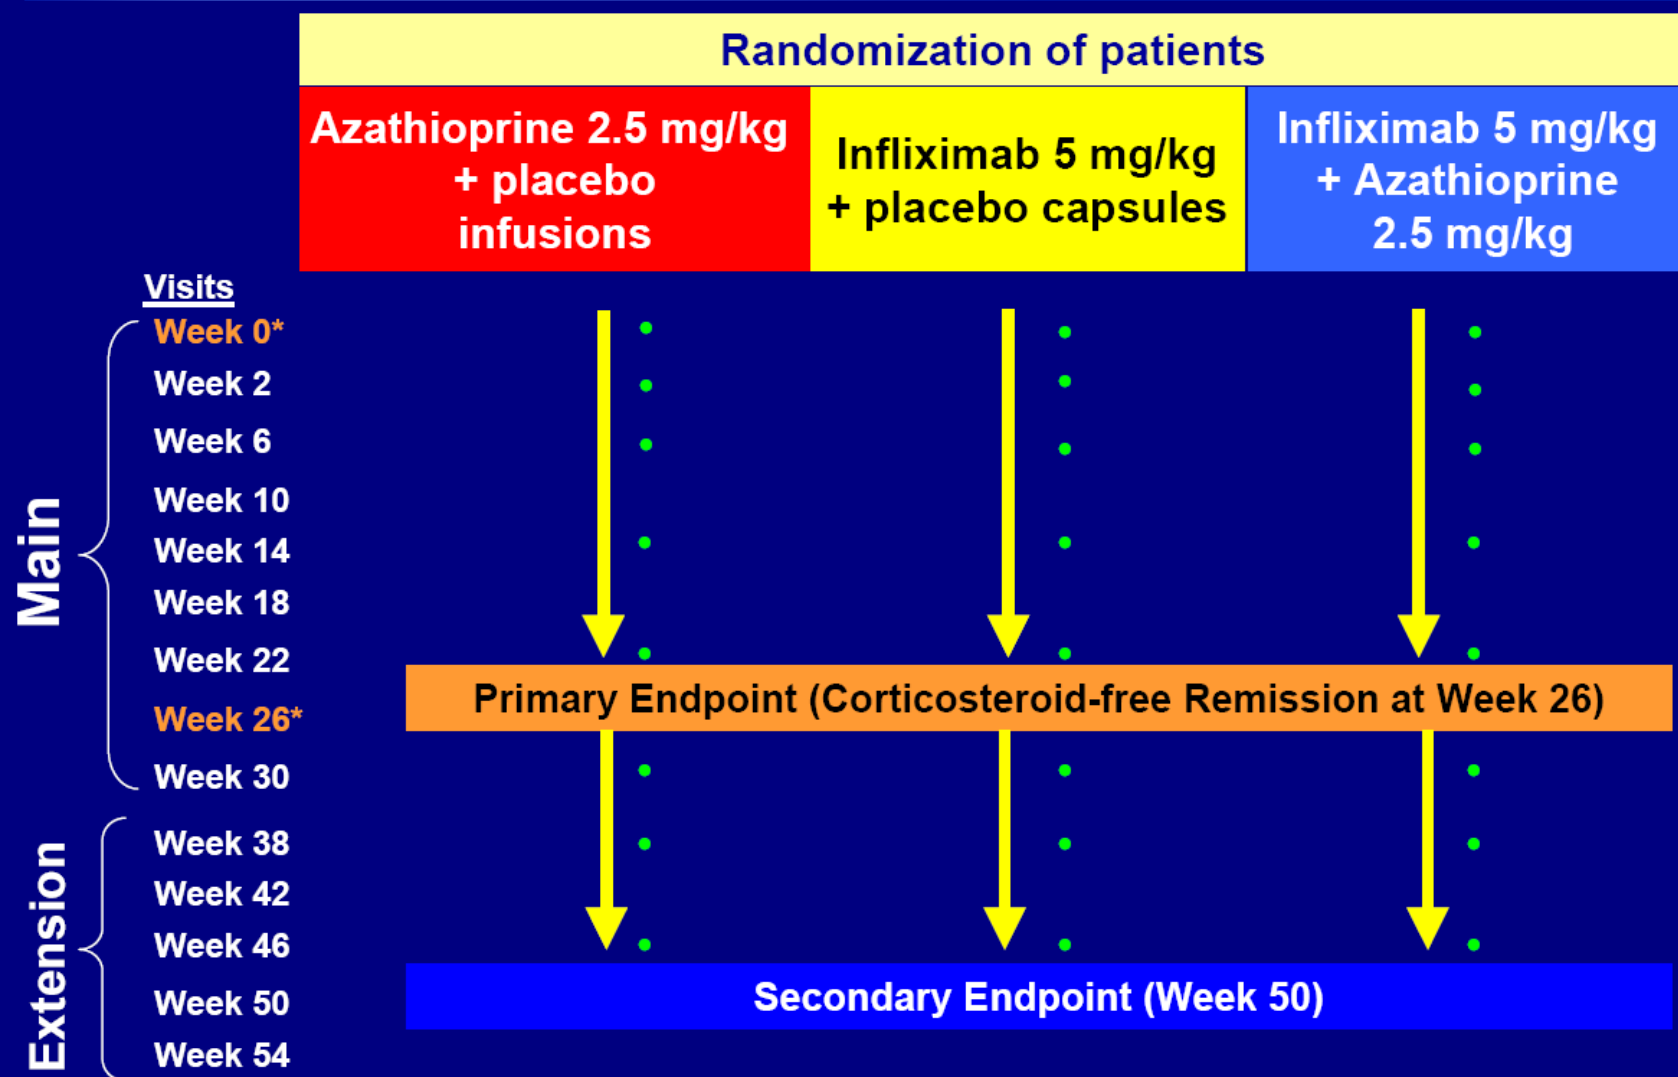 Randomization of patients
Azathioprine 2.5 mg/kg
+ placebo
infusions
Infliximab 5 mg/kg
+ placebo capsules
Infliximab 5 mg/kg
+ Azathioprine
2.5 mg/kg
Visits
Main
Week 0*
Week 2
Week 6
Week 10
Week 14
Week 18
Week 22
Primary Endpoint (Corticosteroid-free Remission at Week 26)
Week 26*
Week 30
Extension
Week 38
Week 42
Week 46
Secondary Endpoint (Week 50)
Week 50
Week 54